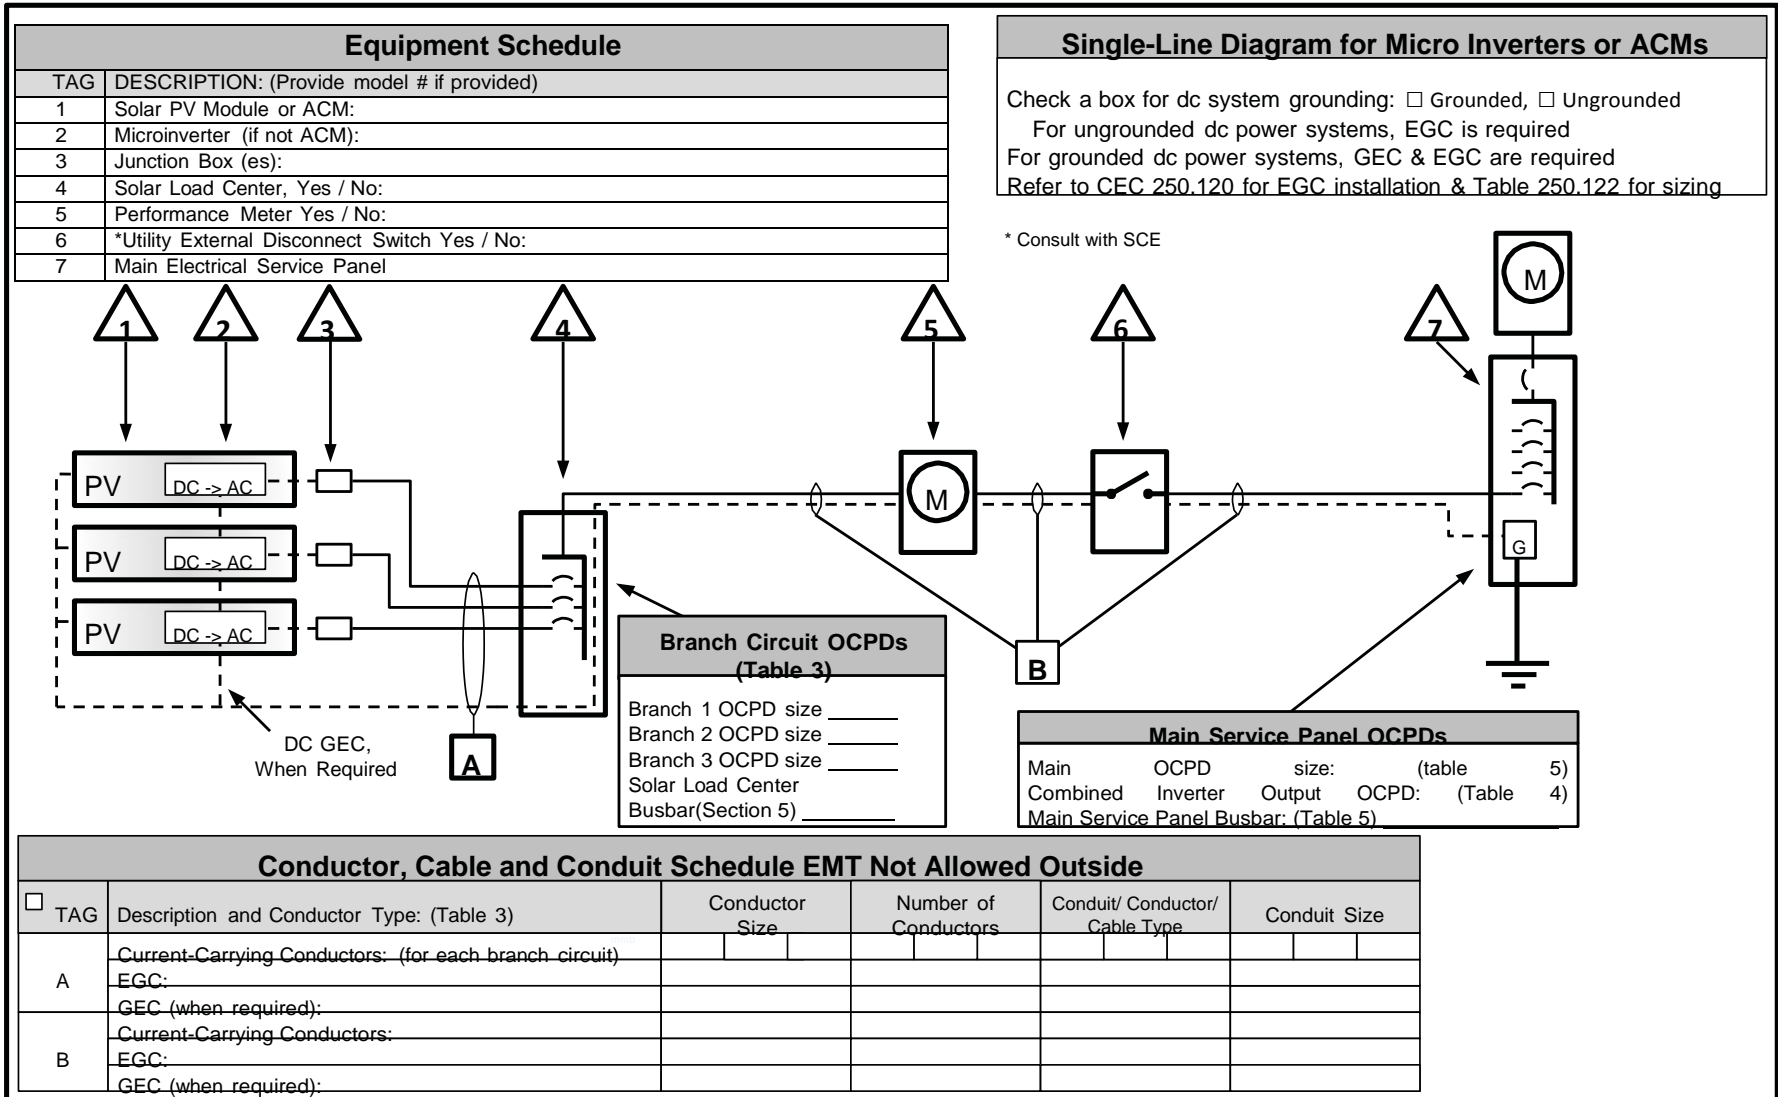 Equipment Schedule
TAG DESCRIPTION: (Provide model # if provided)
1 Solar PV Module or ACM:
2 Microinverter (if not ACM):
3 Junction Box (es):
4 Solar Load Center, Yes / No:
5 Performance Meter Yes / No:
6 *Utility External Disconnect Switch Yes / No:
7 Main Electrical Service Panel
Single-Line Diagram for Micro Inverters or ACMs
Check a box for dc system grounding: ☐ Grounded, ☐ Ungrounded
For ungrounded dc power systems, EGC is required
For grounded dc power systems, GEC & EGC are required
Refer to CEC 250.120 for EGC installation & Table 250.122 for sizing
* Consult with SCE
M
1 2 3 4 5 6 7
PV DC -> AC
M
G
PV DC -> AC
PV DC -> AC
B
A
DC GEC,
When Required
Branch Circuit OCPDs
(Table 3)
Branch 1 OCPD size ______
Branch 2 OCPD size ______
Branch 3 OCPD size ______
Solar Load Center
Busbar(Section 5) ________
Main Service Panel OCPDs
Main OCPD size: (table 5)
Combined Inverter Output OCPD: (Table 4)
Main Service Panel Busbar: (Table 5) ________________
Conductor, Cable and Conduit Schedule EMT Not Allowed Outside
☐ TAG Description and Conductor Type: (Table 3) Conductor Size Number of Conductors Conduit/ Conductor/ Cable Type Conduit Size
A Current-Carrying Conductors: (for each branch circuit)
EGC:
GEC (when required):
B Current-Carrying Conductors:
EGC:
GEC (when required):